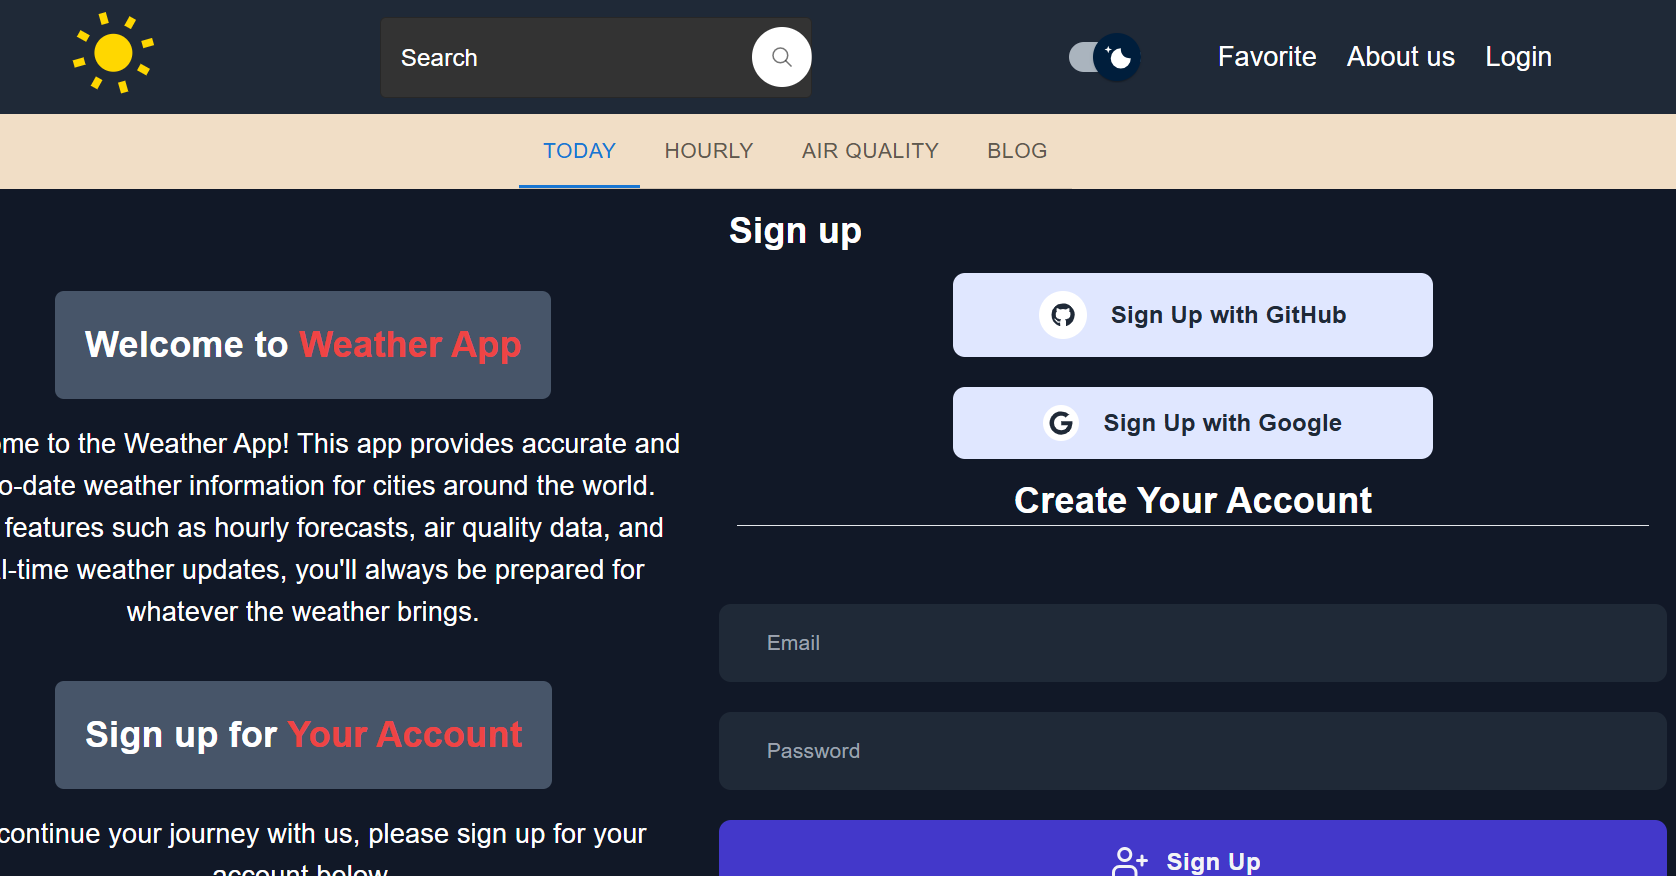 Search
Favorite
About us
Login
TODAY
HOURLY
AIR QUALITY
BLOG
Welcome to Weather App
to the Weather App! This app provides accurate and
weather information for cities around the world.
features such as hourly forecasts, air quality data, and
weather updates, you'll always be prepared for
whatever the weather brings.
Sign up for Your Account
continue your journey with us, please sign up for your
account below
Sign up
Sign Up with GitHub
Sign Up with Google
Create Your Account
Email
Password
Sign Up